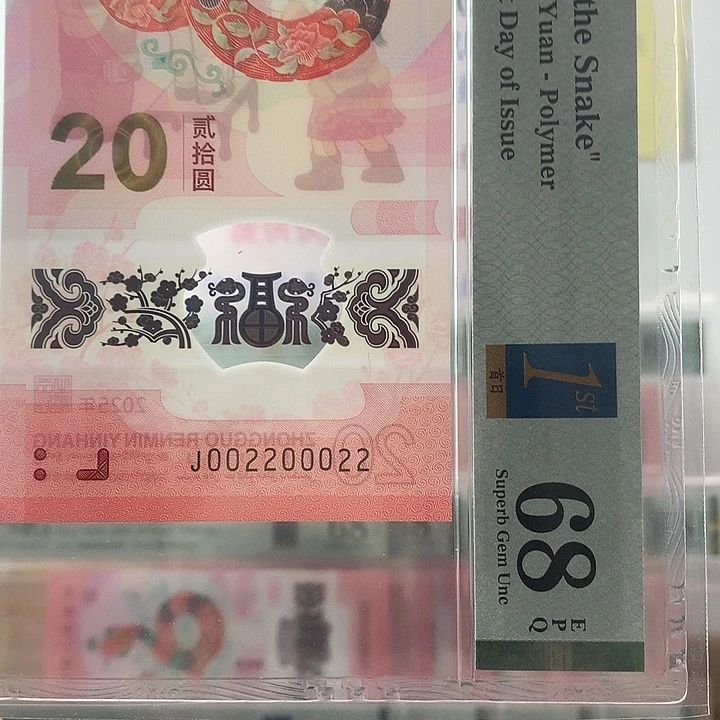 20
贰拾圆
2025年
ZHONGGUO RENMIN YINHANG
20
J002200022
the Snake"
Yuan - Polymer
Day of Issue
1st
首日
68
EPQ
Superb Gem Unc